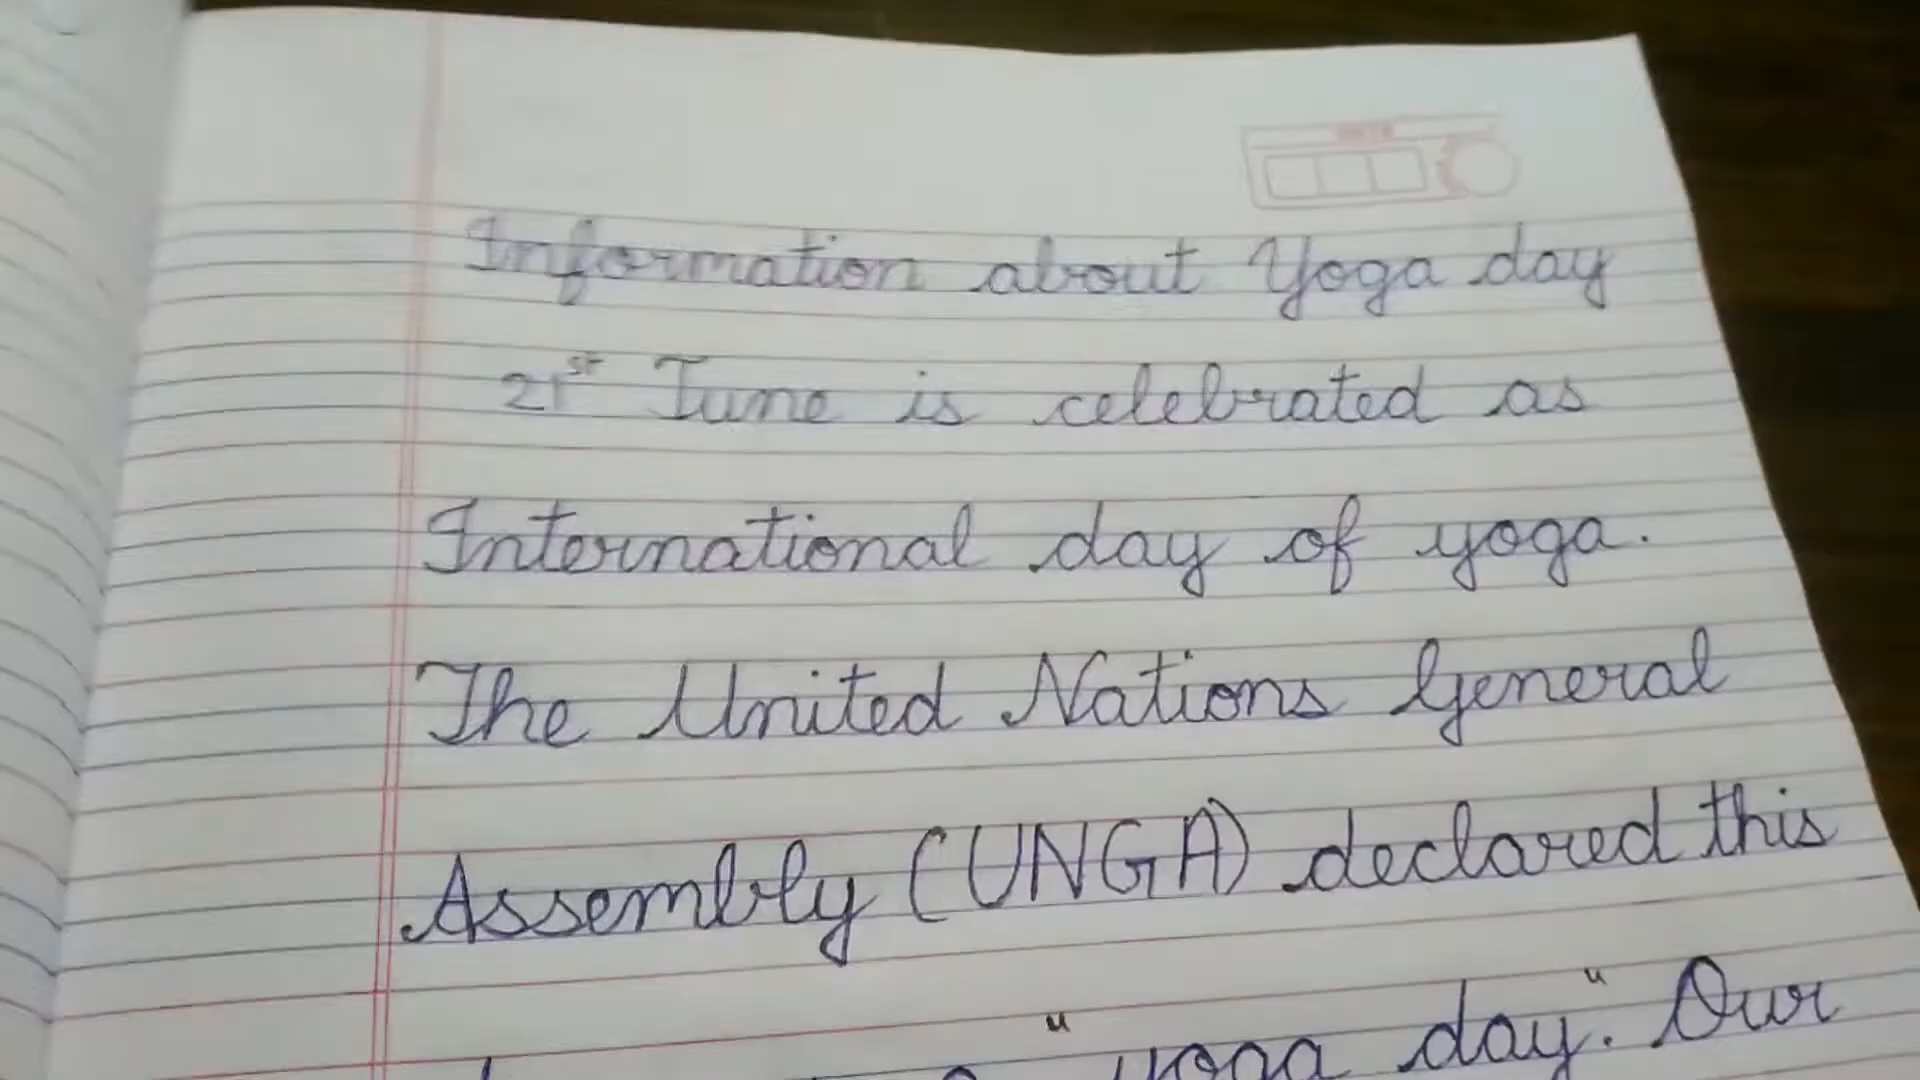 Information about Yoga day
21st June is celebrated as
International day of yoga.
The United Nations General
Assembly (UNGA) declared this
"yoga day". Our